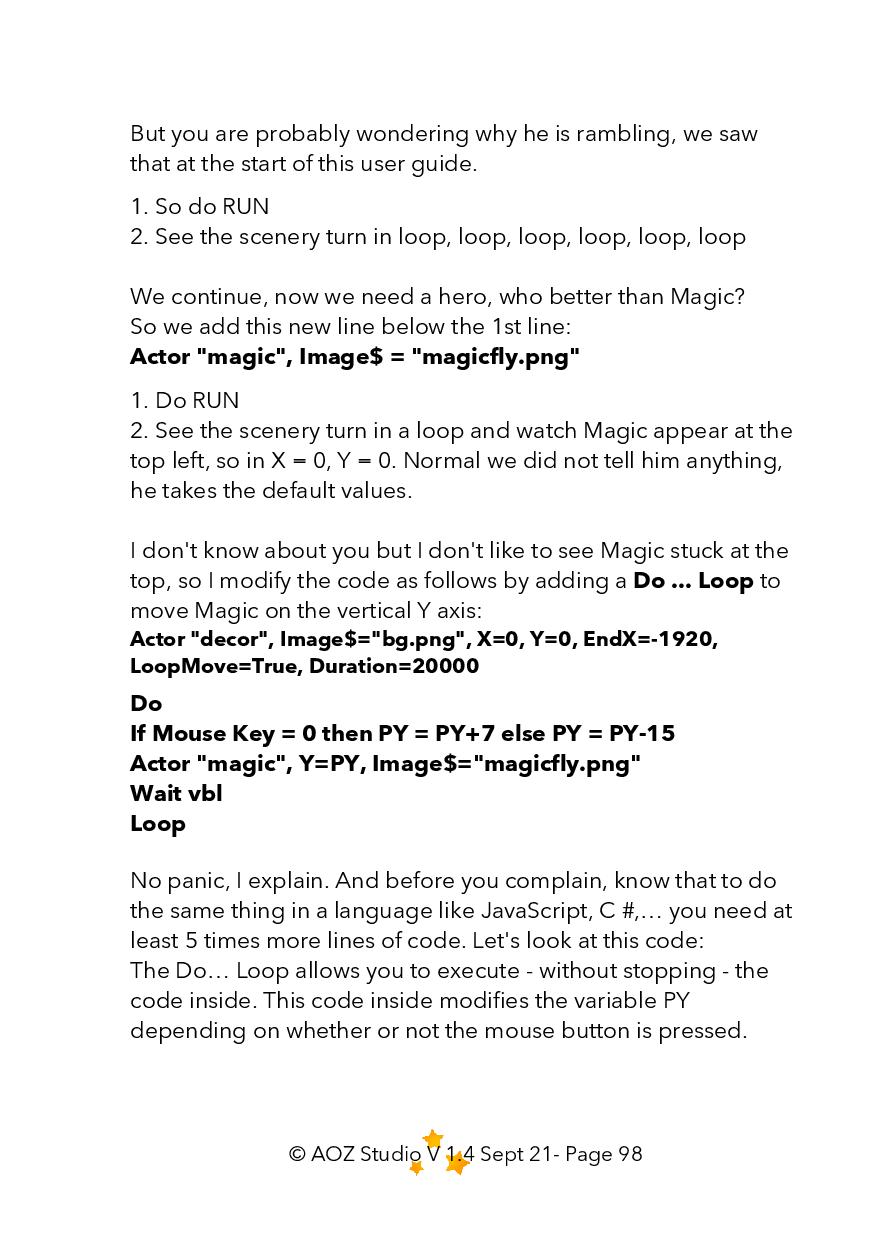 But you are probably wondering why he is rambling, we saw
that at the start of this user guide.
1. So do RUN
2. See the scenery turn in loop, loop, loop, loop, loop, loop
We continue, now we need a hero, who better than Magic?
So we add this new line below the 1st line:
Actor "magic", Image$ = "magicfly.png"
1. Do RUN
2. See the scenery turn in a loop and watch Magic appear at the
top left, so in X = 0, Y = 0. Normal we did not tell him anything,
he takes the default values.
I don't know about you but I don't like to see Magic stuck at the
top, so I modify the code as follows by adding a Do ... Loop to
move Magic on the vertical Y axis:
Actor "decor", Image$="bg.png", X=0, Y=0, EndX=-1920,
LoopMove=True, Duration=20000
Do
If Mouse Key = 0 then PY = PY+7 else PY = PY-15
Actor "magic", Y=PY, Image$="magicfly.png"
Wait vbl
Loop
No panic, I explain. And before you complain, know that to do
the same thing in a language like JavaScript, C #,… you need at
least 5 times more lines of code. Let's look at this code:
The Do… Loop allows you to execute - without stopping - the
code inside. This code inside modifies the variable PY
depending on whether or not the mouse button is pressed.
© AOZ Studio V 1.4 Sept 21- Page 98